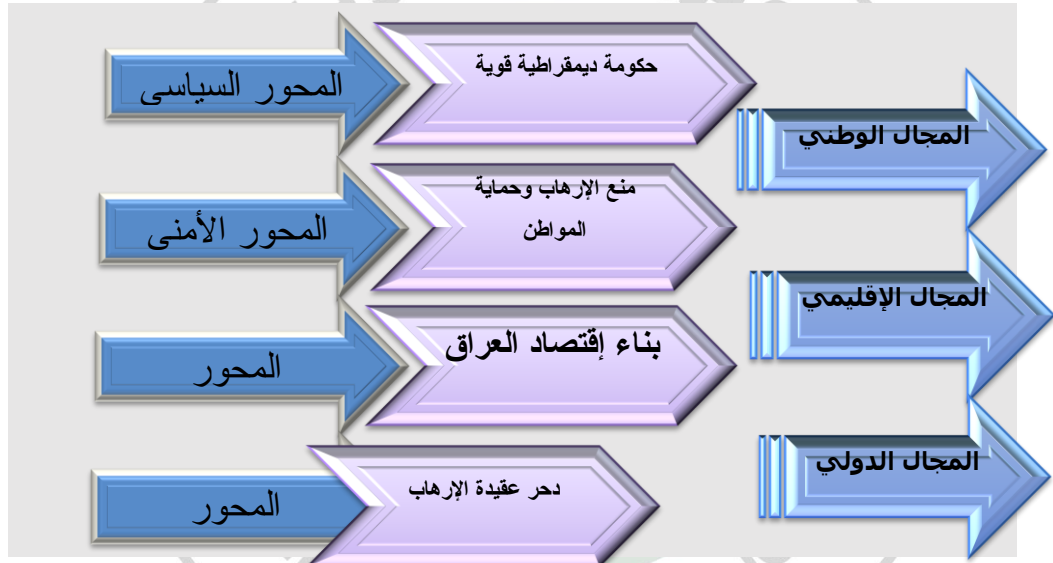 المجال الوطني
المجال الإقليمي
المجال الدولي
حكومة ديمقراطية قوية
المحور السياسى
منع الإرهاب وحماية
المواطن
المحور الأمنى
بناء إقتصاد العراق
المحور
دحر عقيدة الإرهاب
المحور